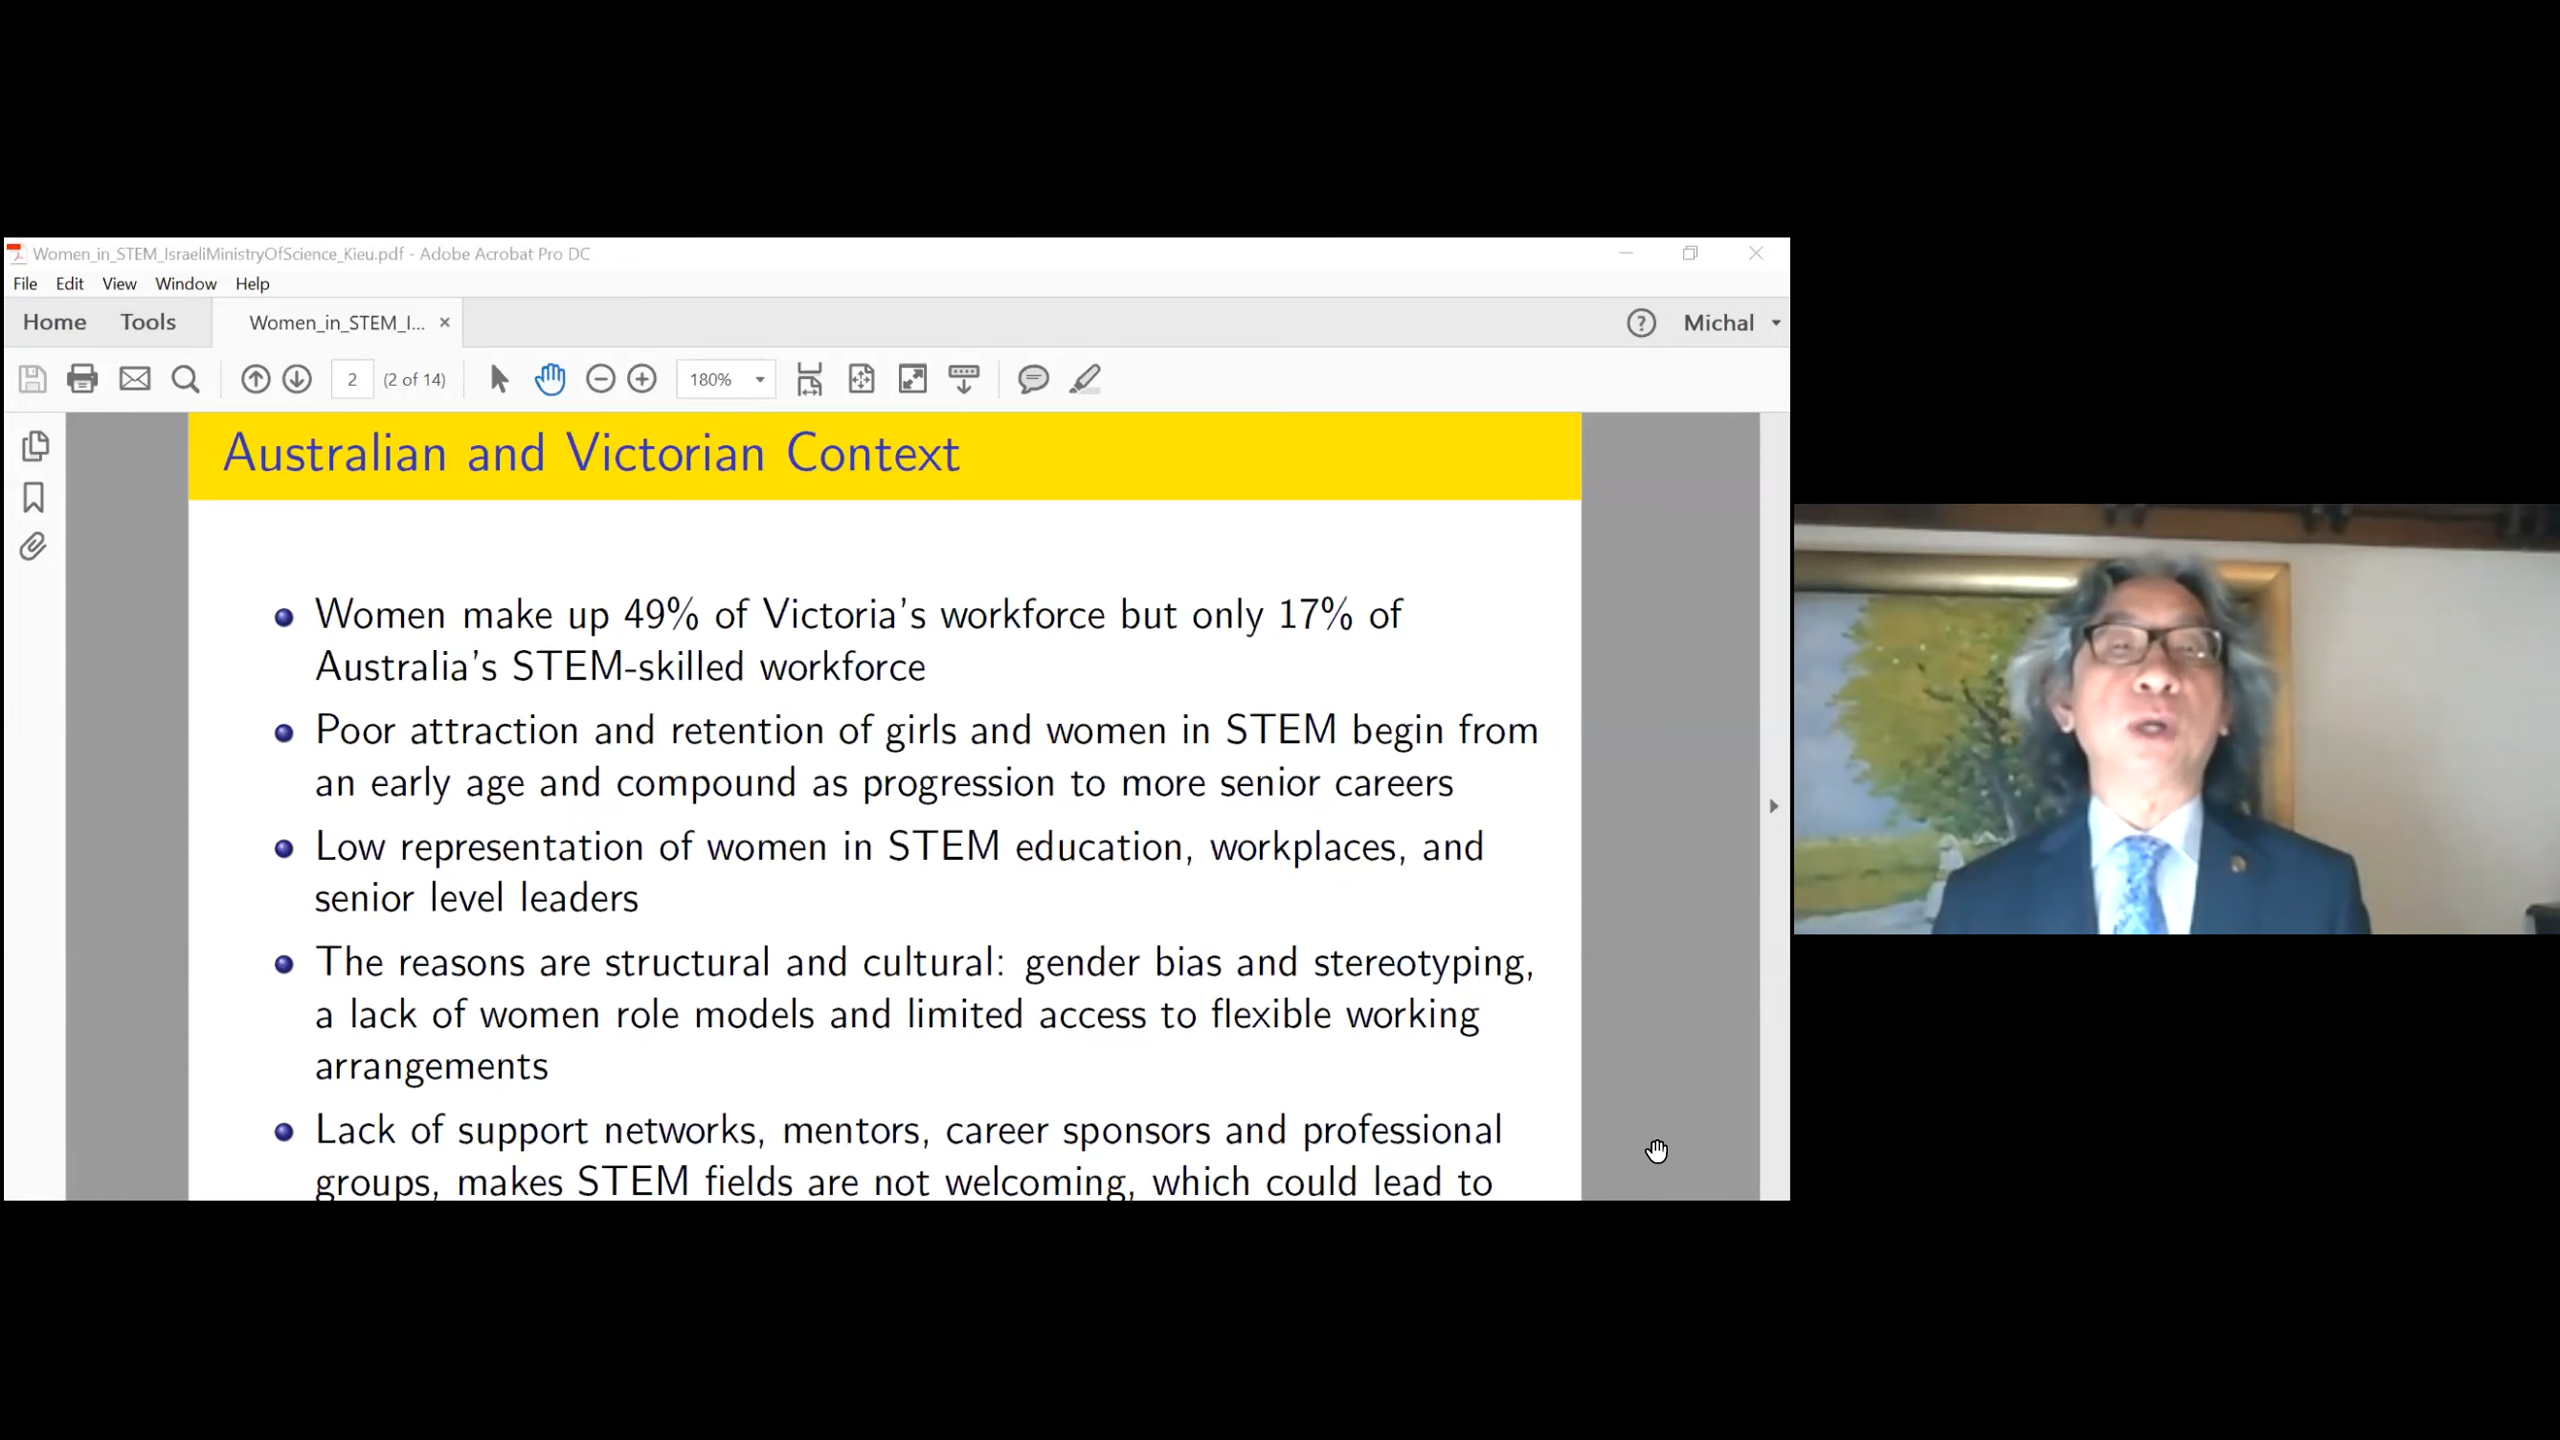 Women_in_STEM_IsraeliMinistryOfScience_Kieu.pdf - Adobe Acrobat Pro DC
File Edit View Window Help
Home Tools Women_in_STEM_I... × ? Michal
2 (2 of 14) 180%
Australian and Victorian Context
Women make up 49% of Victoria's workforce but only 17% of
Australia's STEM-skilled workforce
Poor attraction and retention of girls and women in STEM begin from
an early age and compound as progression to more senior careers
Low representation of women in STEM education, workplaces, and
senior level leaders
The reasons are structural and cultural: gender bias and stereotyping,
a lack of women role models and limited access to flexible working
arrangements
Lack of support networks, mentors, career sponsors and professional
groups, makes STEM fields are not welcoming, which could lead to